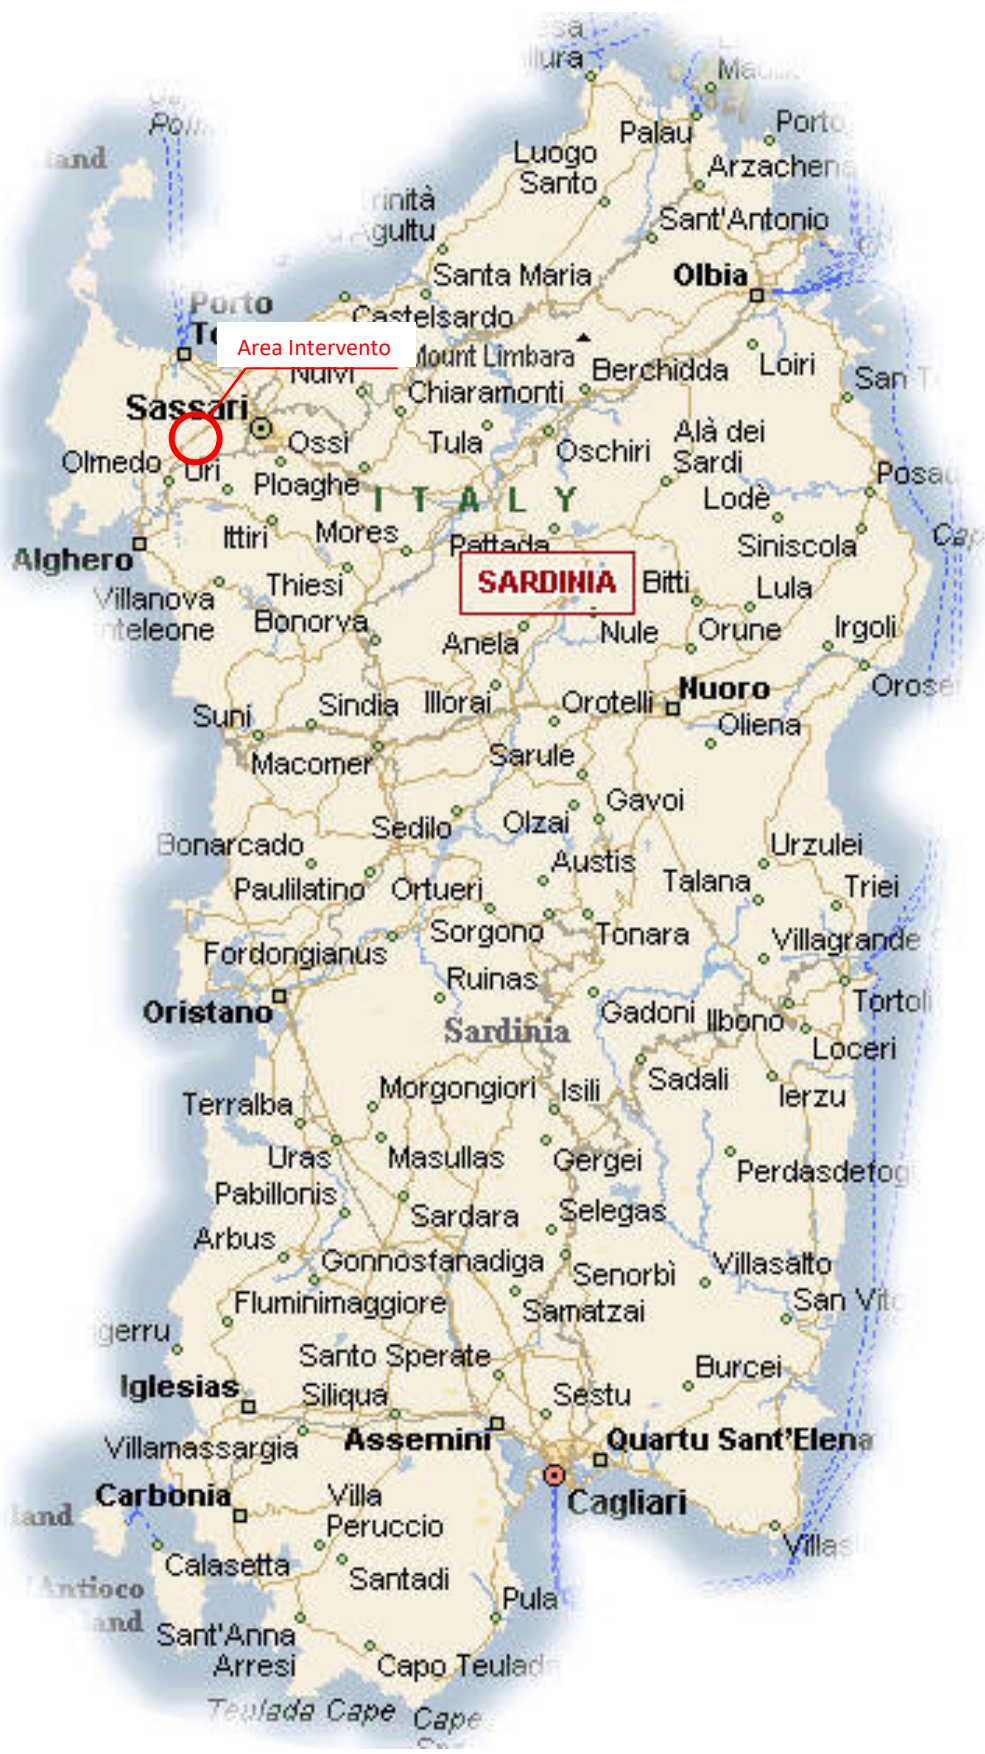 Palau
Porto
Luogo
Santo
Arzachena
Sant'Antonio
Santa Maria
Olbia
Porto
Castelsardo
Area Intervento
Mount Limbara
Berchidda
Loiri
Nulvi
Chiaramonti
Sassari
Ossi
Tula
Oschiri
Alà dei
Sardi
Olmedo
Uri
Ploaghe
ITALY
Lodè
Ittiri
Mores
Pattada
Siniscola
Alghero
SARDINIA
Bitti
Thiesi
Lula
Villanova
Bonorva
Anela
Nule
Orune
Irgoli
Nuoro
Suni
Sindia
Illorai
Orotelli
Oliena
Macomer
Sarule
Gavoi
Sedilo
Olzai
Bonarcado
Austis
Urzulei
Paulilatino
Ortueri
Talana
Triei
Fordongianus
Sorgono
Tonara
Villagrande
Ruinas
Oristano
Sardinia
Gadoni
Ilbono
Tortoli
Loceri
Morgongiori
Isili
Sadali
Ierzu
Terralba
Uras
Masullas
Gergei
Pabillonis
Sardara
Selegas
Arbus
Gonnosfanadiga
Senorbì
Villasalto
Fluminimaggiore
Samatzai
San Vito
Santo Sperate
Burcei
Iglesias
Siliqua
Sestu
Villamassargia
Assemini
Quartu Sant'Elena
Carbonia
Villa
Peruccio
Cagliari
Calasetta
Santadi
Antioco
Pula
Sant'Anna
Arresi
Capo Teulada
Teulada Cape
Cape